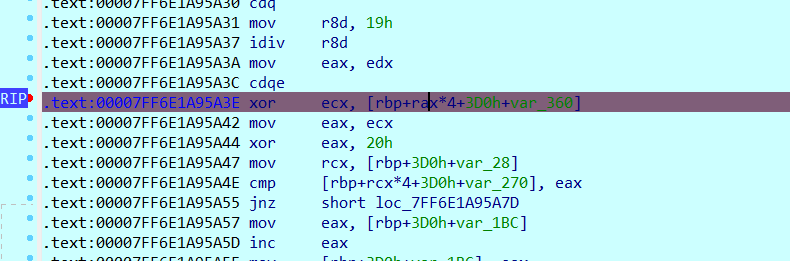 .text:00007FF6E1A95A30 cdq
.text:00007FF6E1A95A31 mov r8d, 19h
.text:00007FF6E1A95A37 idiv r8d
.text:00007FF6E1A95A3A mov eax, edx
.text:00007FF6E1A95A3C cdqe
RIP .text:00007FF6E1A95A3E xor ecx, [rbp+rax*4+3D0h+var_360]
.text:00007FF6E1A95A42 mov eax, ecx
.text:00007FF6E1A95A44 xor eax, 20h
.text:00007FF6E1A95A47 mov rcx, [rbp+3D0h+var_28]
.text:00007FF6E1A95A4E cmp [rbp+rcx*4+3D0h+var_270], eax
.text:00007FF6E1A95A55 jnz short loc_7FF6E1A95A7D
.text:00007FF6E1A95A57 mov eax, [rbp+3D0h+var_1BC]
.text:00007FF6E1A95A5D inc eax